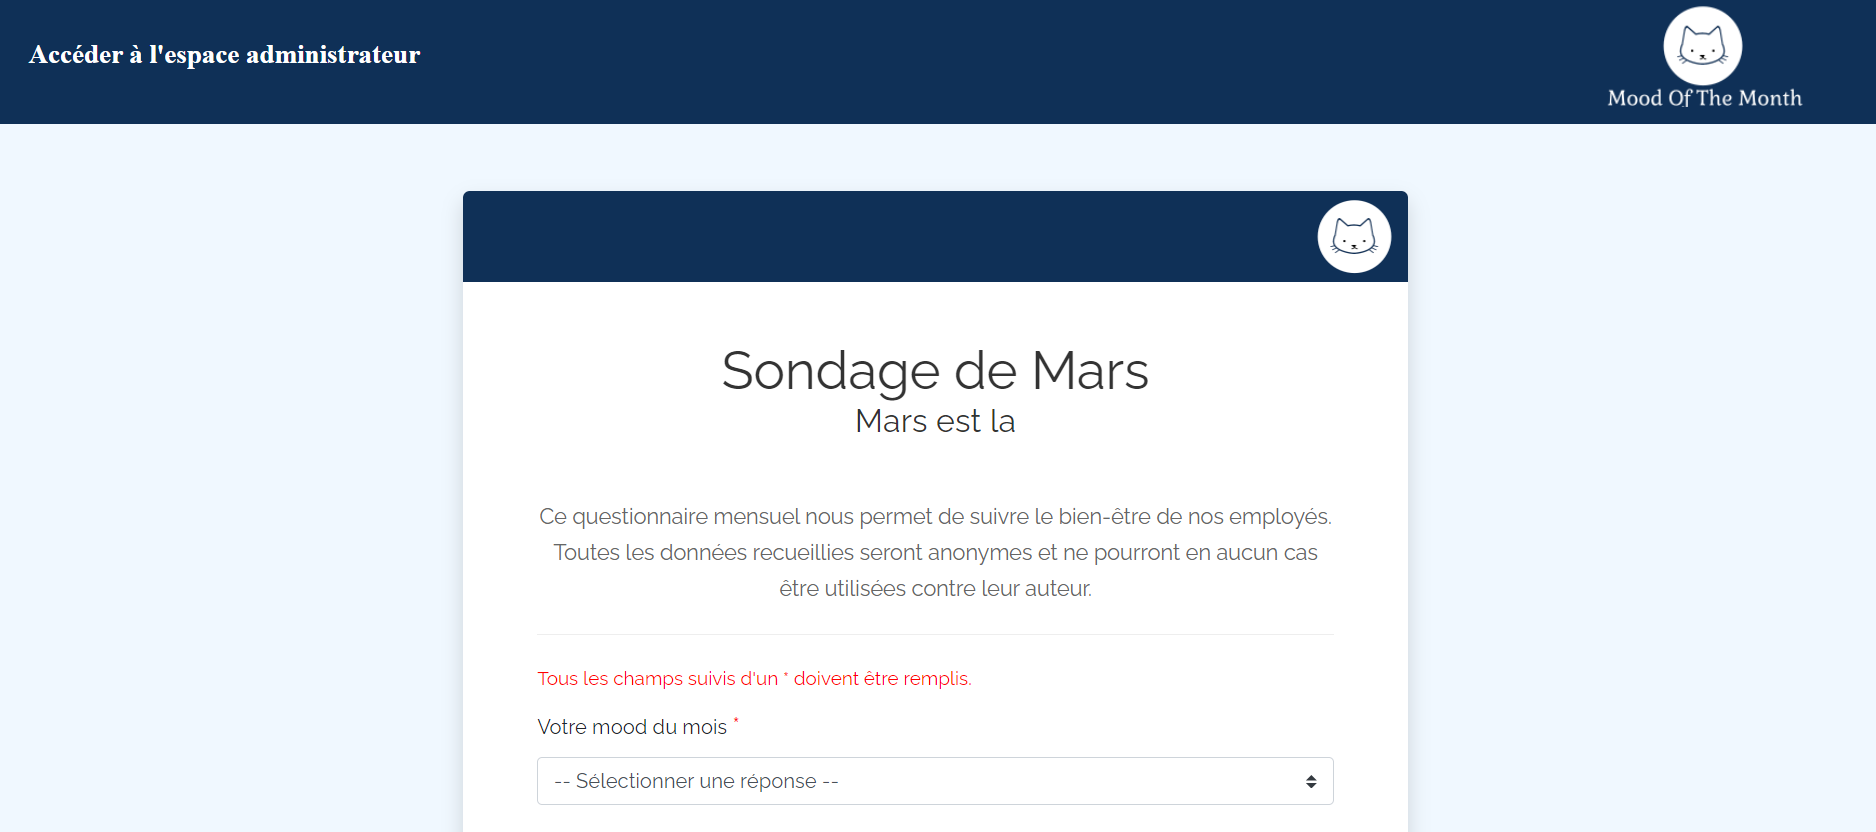 Accéder à l'espace administrateur
Mood Of The Month
Sondage de Mars
Mars est la
Ce questionnaire mensuel nous permet de suivre le bien-être de nos employés.
Toutes les données recueillies seront anonymes et ne pourront en aucun cas
être utilisées contre leur auteur.
Tous les champs suivis d'un * doivent être remplis.
Votre mood du mois *
-- Sélectionner une réponse --